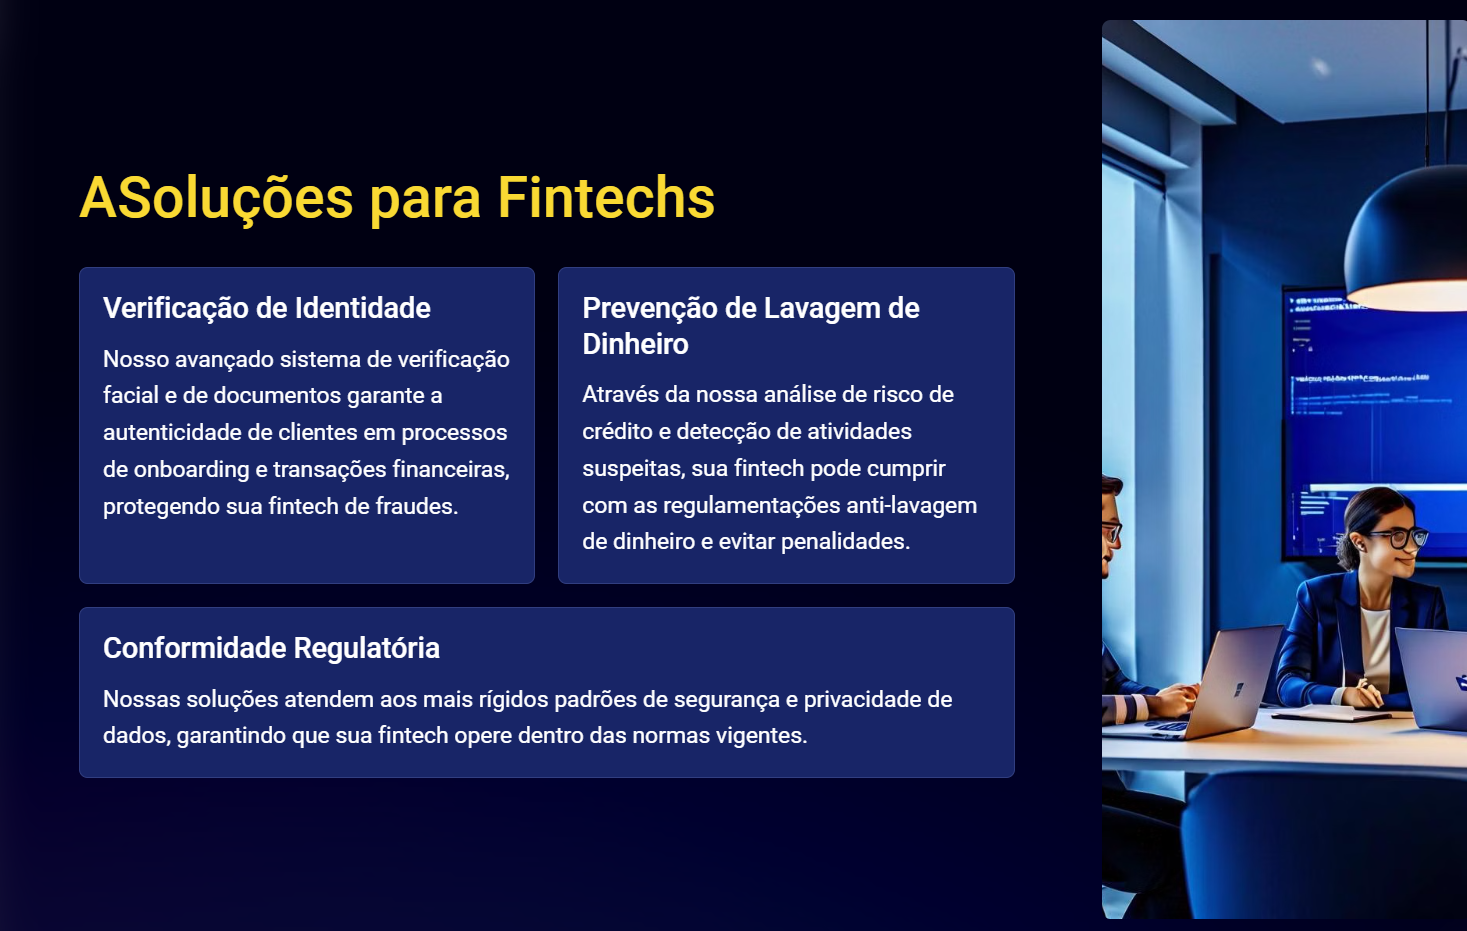 ASoluções para Fintechs
Verificação de Identidade
Nosso avançado sistema de verificação
facial e de documentos garante a
autenticidade de clientes em processos
de onboarding e transações financeiras,
protegendo sua fintech de fraudes.
Prevenção de Lavagem de
Dinheiro
Através da nossa análise de risco de
crédito e detecção de atividades
suspeitas, sua fintech pode cumprir
com as regulamentações anti-lavagem
de dinheiro e evitar penalidades.
Conformidade Regulatória
Nossas soluções atendem aos mais rígidos padrões de segurança e privacidade de
dados, garantindo que sua fintech opere dentro das normas vigentes.